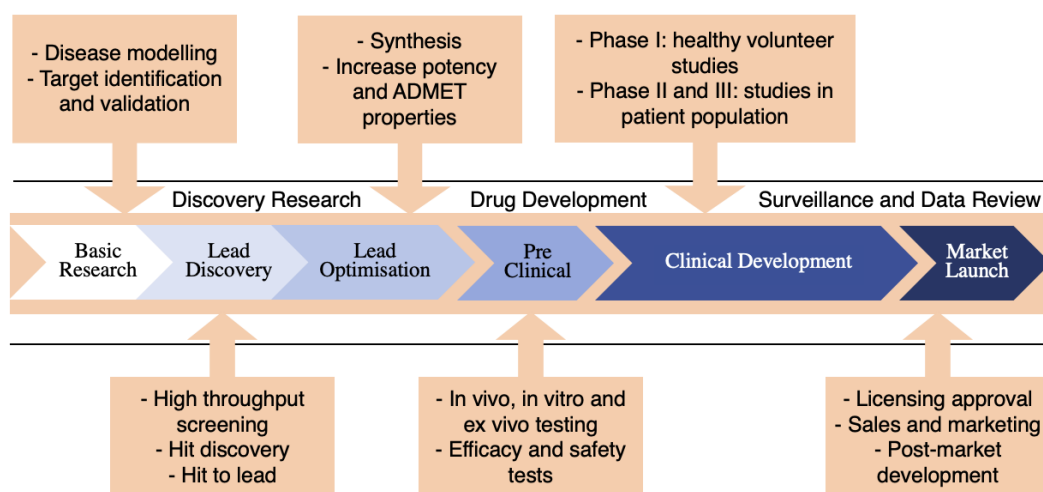 - Disease modelling
- Target identification
and validation
- Synthesis
- Increase potency
and ADMET
properties
- Phase I: healthy volunteer
studies
- Phase II and III: studies in
patient population
Discovery Research
Drug Development
Surveillance and Data Review
Basic
Research
Lead
Discovery
Lead
Optimisation
Pre
Clinical
Clinical Development
Market
Launch
- High throughput
screening
- Hit discovery
- Hit to lead
- In vivo, in vitro and
ex vivo testing
- Efficacy and safety
tests
- Licensing approval
- Sales and marketing
- Post-market
development